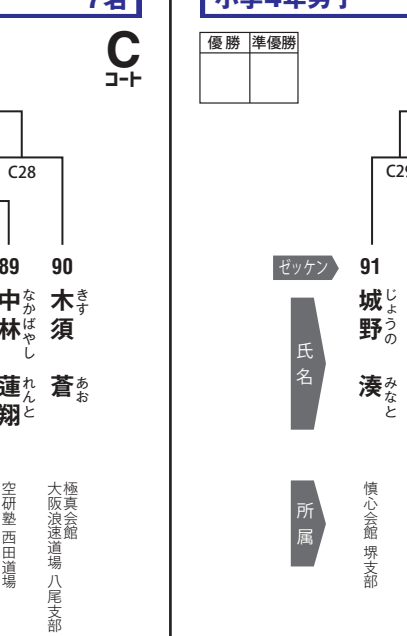 7名
C
コート
C28
89
中林 蓮翔
なかばやし れんと
空研塾 西田道場
90
木須 蒼
きす あお
極真会館
大阪浪速道場 八尾支部
小学4年男子
優勝 準優勝
C29
ゼッケン
氏名
所属
91
城野 湊
じょうの みなと
慎心会館 堺支部